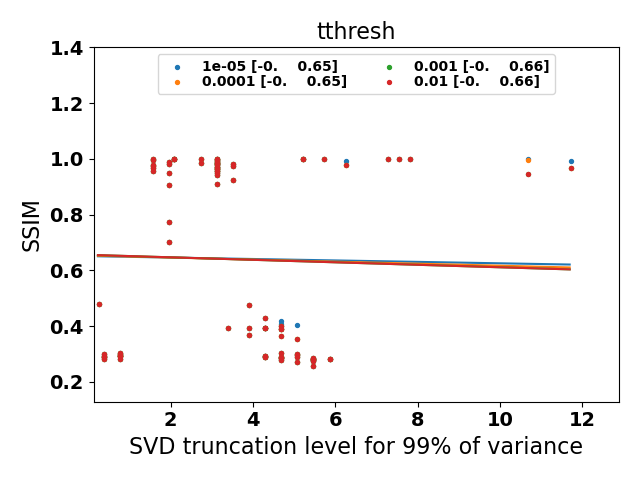 tthresh
1e-05 [-0. 0.65]
0.0001 [-0. 0.65]
0.001 [-0. 0.66]
0.01 [-0. 0.66]
1.4
1.2
1.0
0.8
0.6
0.4
0.2
SSIM
2 4 6 8 10 12
SVD truncation level for 99% of variance